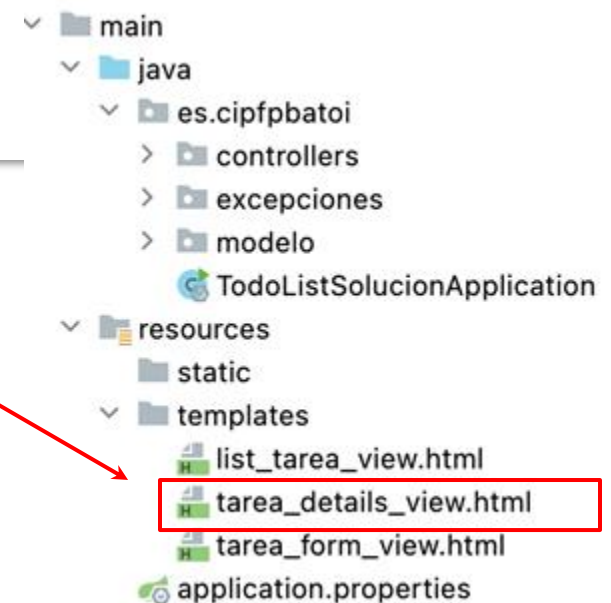 main
java
es.cipfpbatoi
controllers
excepciones
modelo
TodoListSolucionApplication
resources
static
templates
list_tarea_view.html
tarea_details_view.html
tarea_form_view.html
application.properties